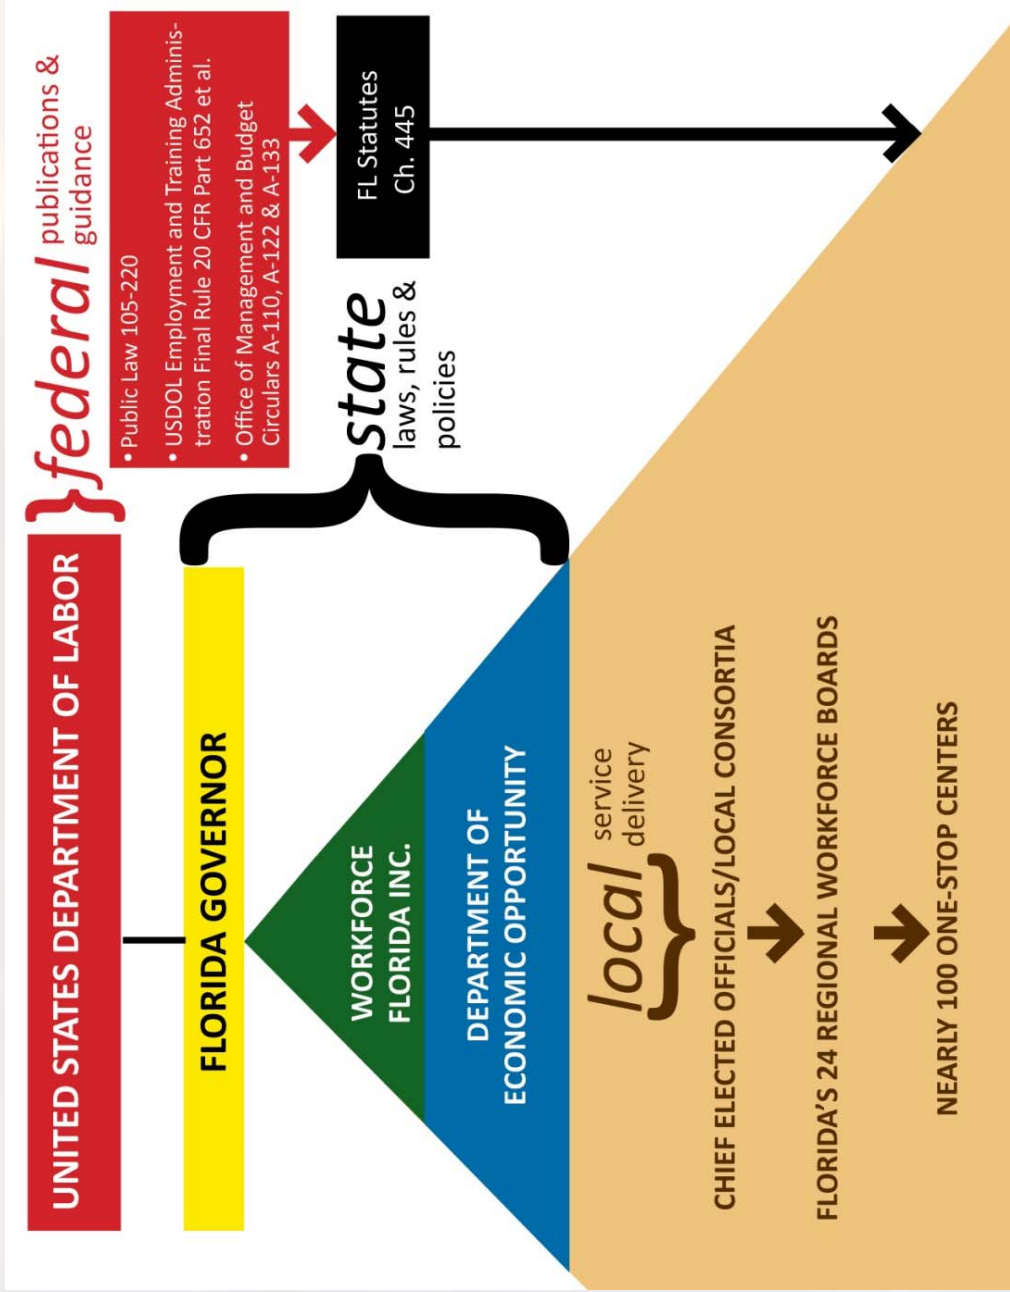 UNITED STATES DEPARTMENT OF LABOR
federal publications &
guidance
• Public Law 105-220
• USDOL Employment and Training Adminis-
tration Final Rule 20 CFR Part 652 et al.
• Office of Management and Budget
Circulars A-110, A-122 & A-133
FLORIDA GOVERNOR
state
laws, rules &
policies
FL Statutes
Ch. 445
WORKFORCE
FLORIDA INC.
DEPARTMENT OF
ECONOMIC OPPORTUNITY
local service
delivery
CHIEF ELECTED OFFICIALS/LOCAL CONSORTIA
FLORIDA'S 24 REGIONAL WORKFORCE BOARDS
NEARLY 100 ONE-STOP CENTERS